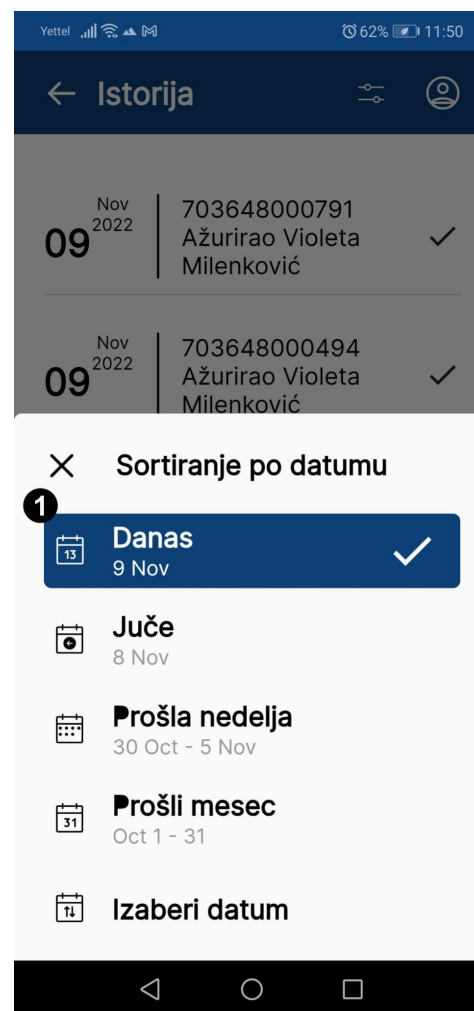 Yettel 62% 11:50
Istorija
09 Nov 2022
703648000791
Ažurirao Violeta
Milenković
09 Nov 2022
703648000494
Ažurirao Violeta
Milenković
Sortiranje po datumu
1
13
Danas
9 Nov
Juče
8 Nov
Prošla nedelja
30 Oct - 5 Nov
31
Prošli mesec
Oct 1 - 31
Izaberi datum